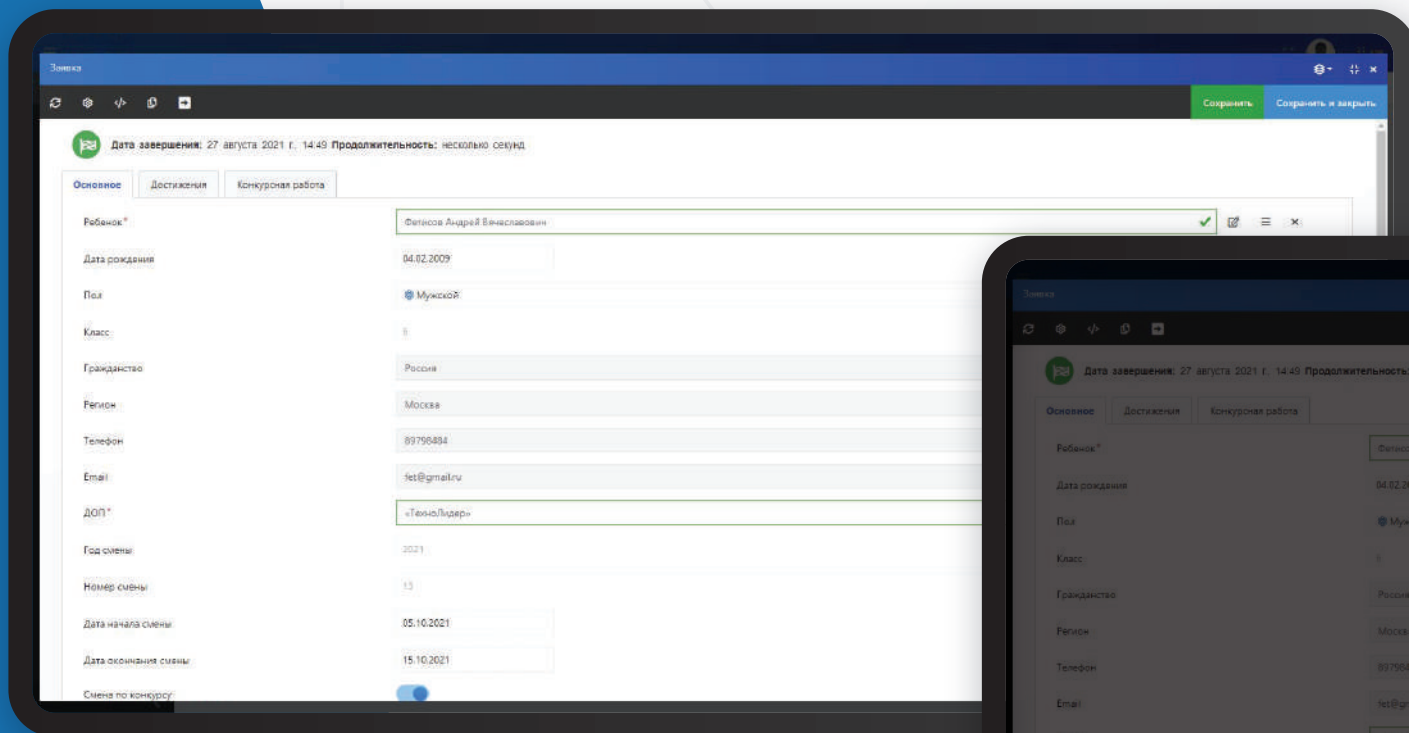 Заявка
Сохранить Сохранить и закрыть
Дата завершения: 27 августа 2021 г. 14:49 Продолжительность: несколько секунд
Основное Достижения Конкурсная работа
Ребенок* Фетисов Андрей Вячеславович
Дата рождения 04.02.2009
Пол Мужской
Класс
Гражданство Россия
Регион Москва
Телефон 89798484
Email fet@gmail.ru
ДОП* «ТехноЛидер»
Год смены 2021
Номер смены 13
Дата начала смены 05.10.2021
Дата окончания смены 15.10.2021
Смена по конкурсу
Заявка
Дата завершения: 27 августа 2021 г. 14:49 Продолжительность:
Основное Достижения Конкурсная работа
Ребенок*
Дата рождения
Пол
Класс
Гражданство Россия
Регион
Телефон
Email